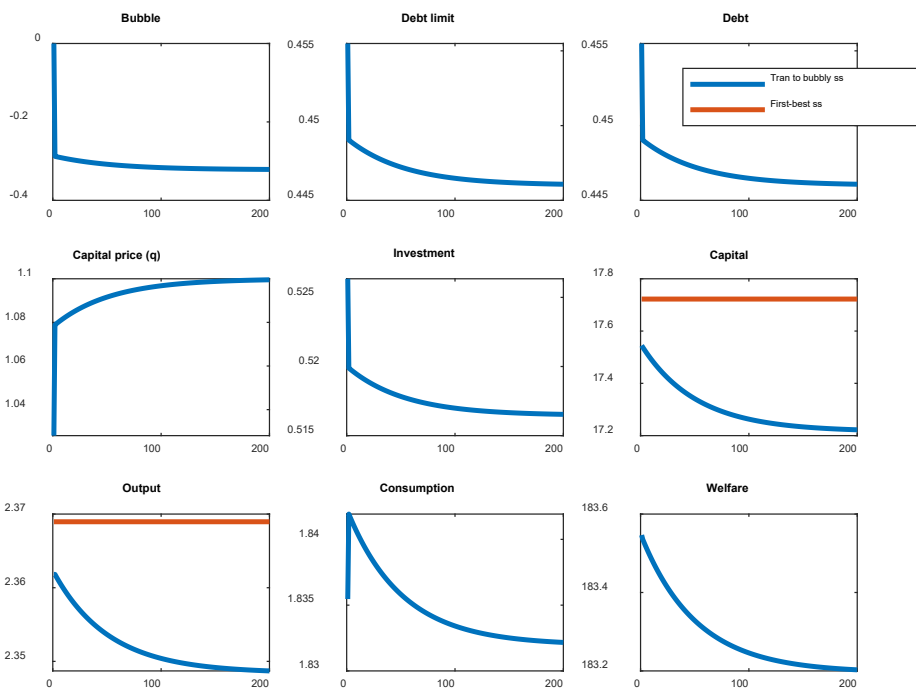 Bubble Debt limit Debt
0 0.455 0.455
Tran to bubbly ss
First-best ss
-0.2 0.45 0.45
-0.4 0.445 0.445
0 100 200 0 100 200 0 100 200
Capital price (q) Investment Capital
1.1 0.525 17.8
1.08 17.6
1.06 0.52 17.4
1.04 0.515 17.2
0 100 200 0 100 200 0 100 200
Output Consumption Welfare
2.37 1.84 183.6
2.36 1.835 183.4
2.35 1.83 183.2
0 100 200 0 100 200 0 100 200